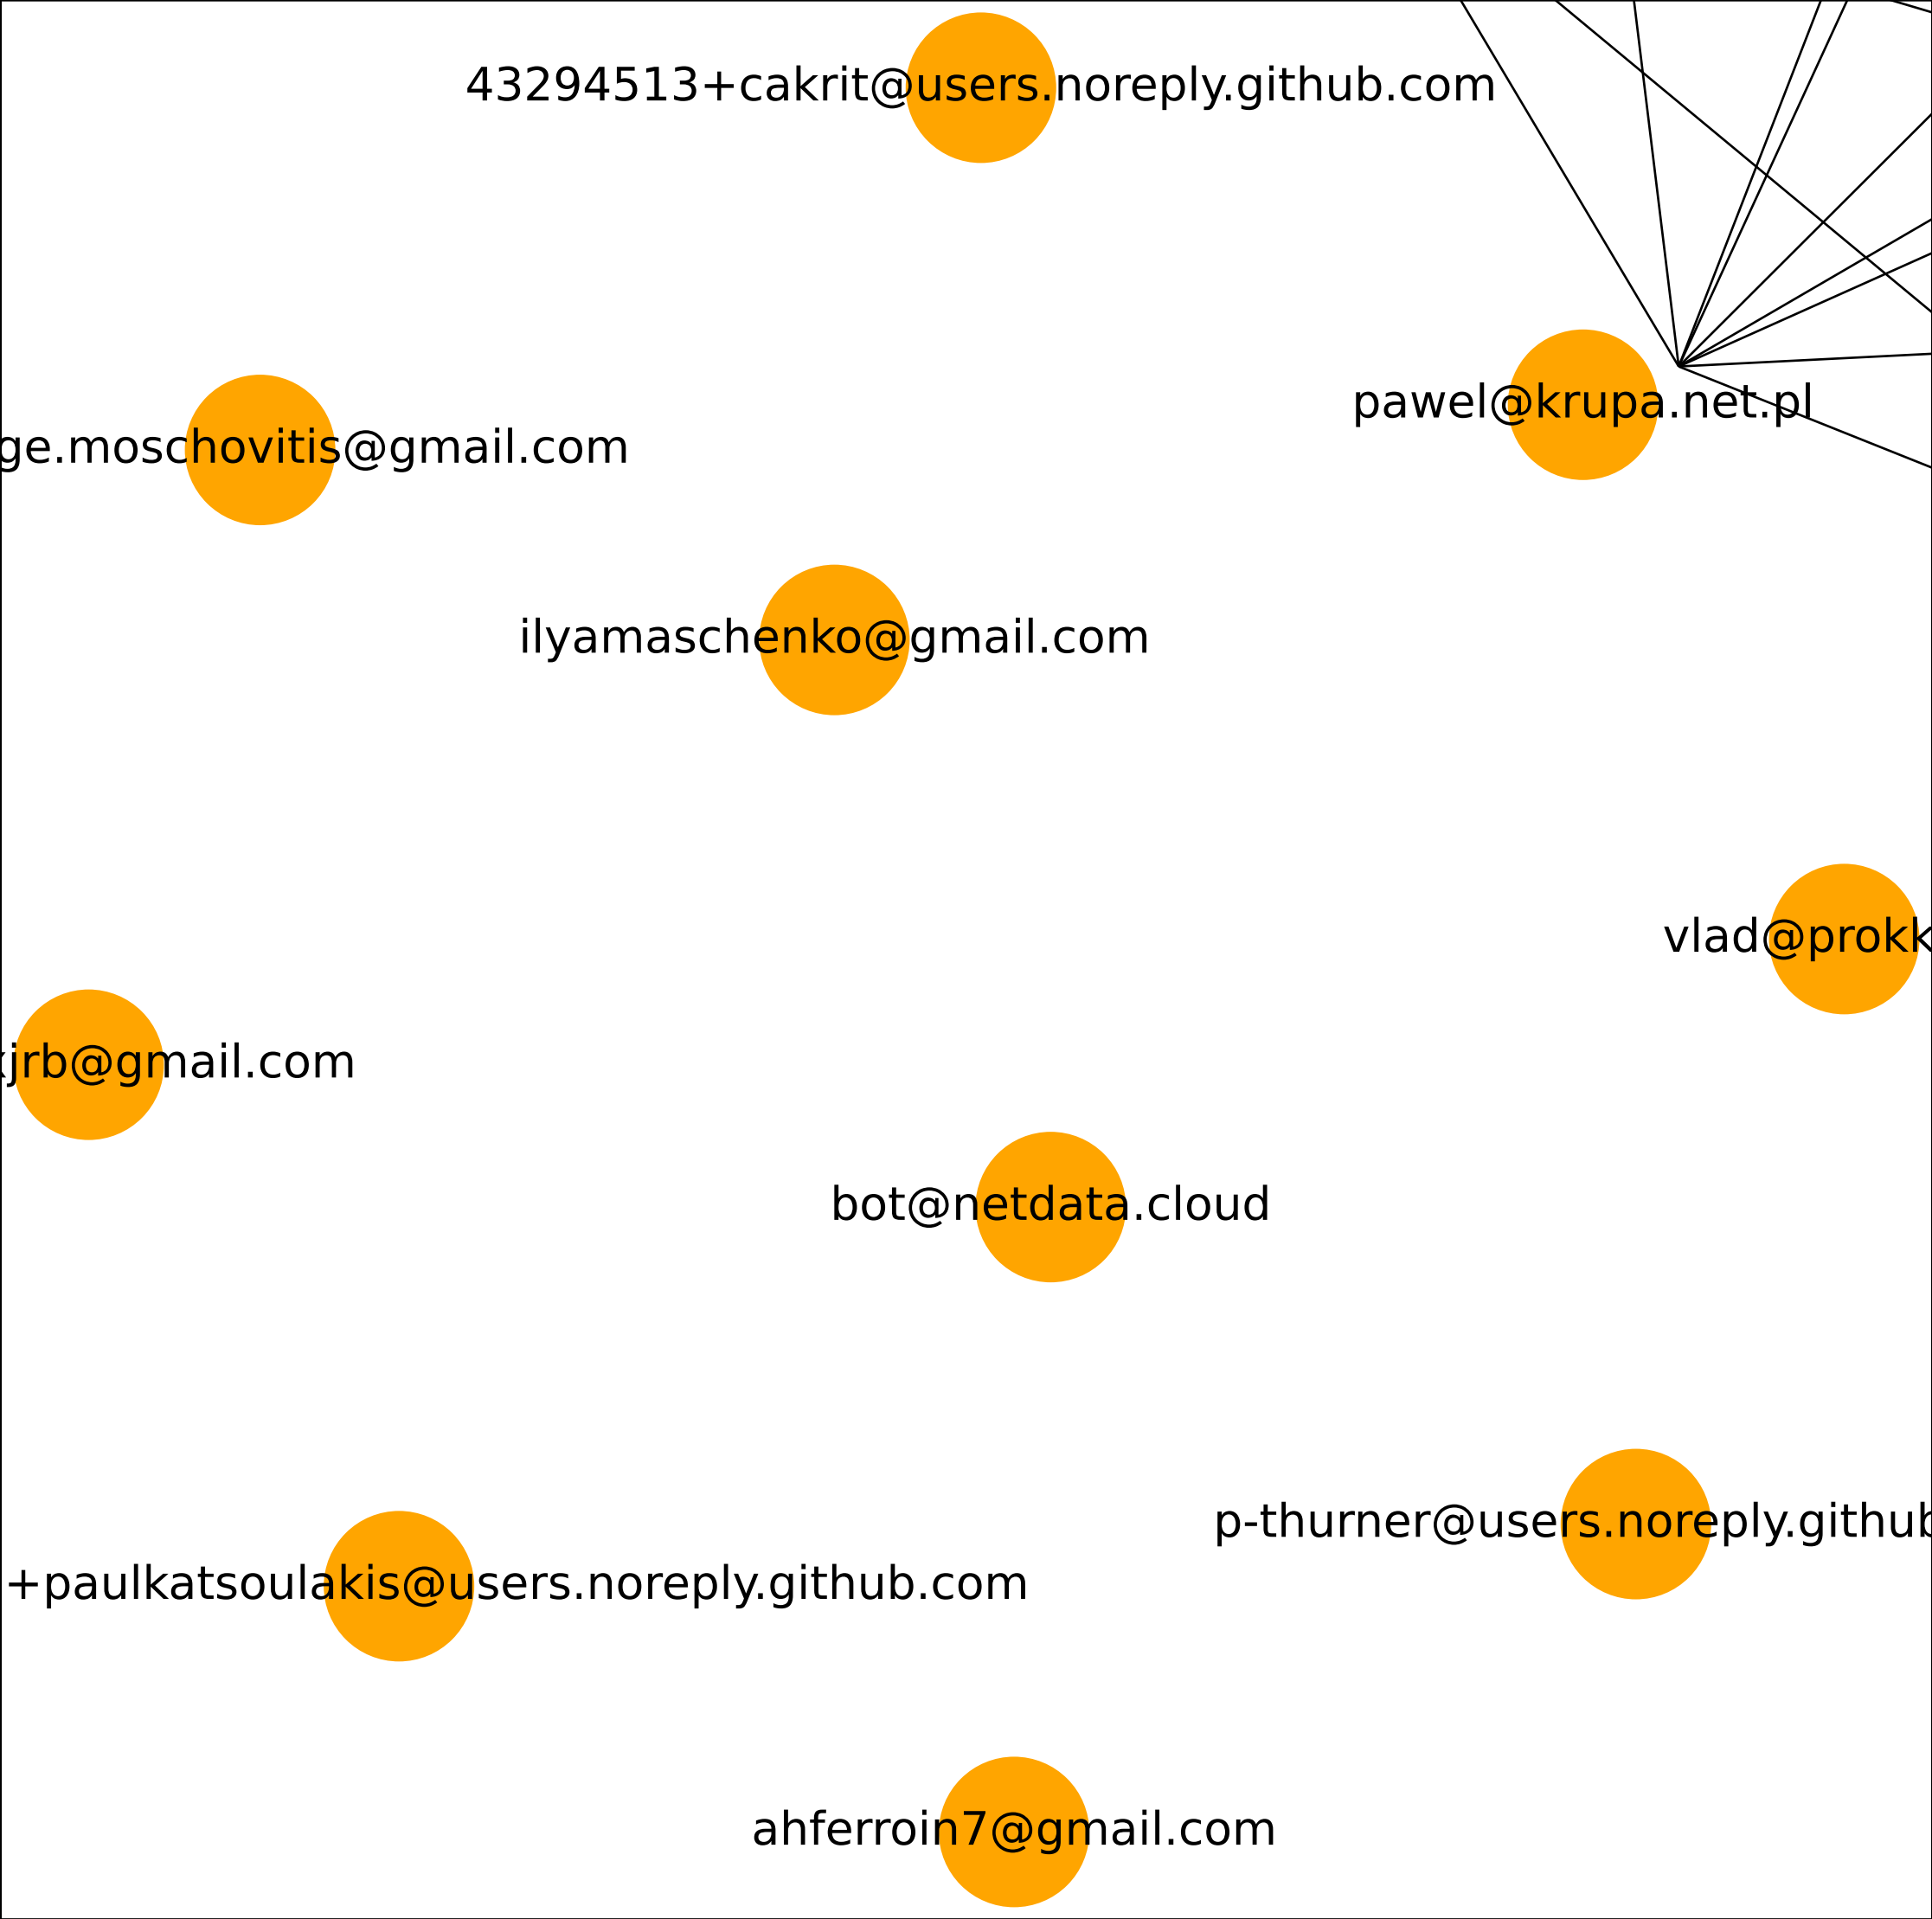 43294513+cakrit@users.noreply.github.com
pawel@krupa.net.pl
ge.moschovitis@gmail.com
ilyamaschenko@gmail.com
vlad@prokk
kjrb@gmail.com
bot@netdata.cloud
p-thurner@users.noreply.github
+paulkatsoulakis@users.noreply.github.com
ahferroin7@gmail.com